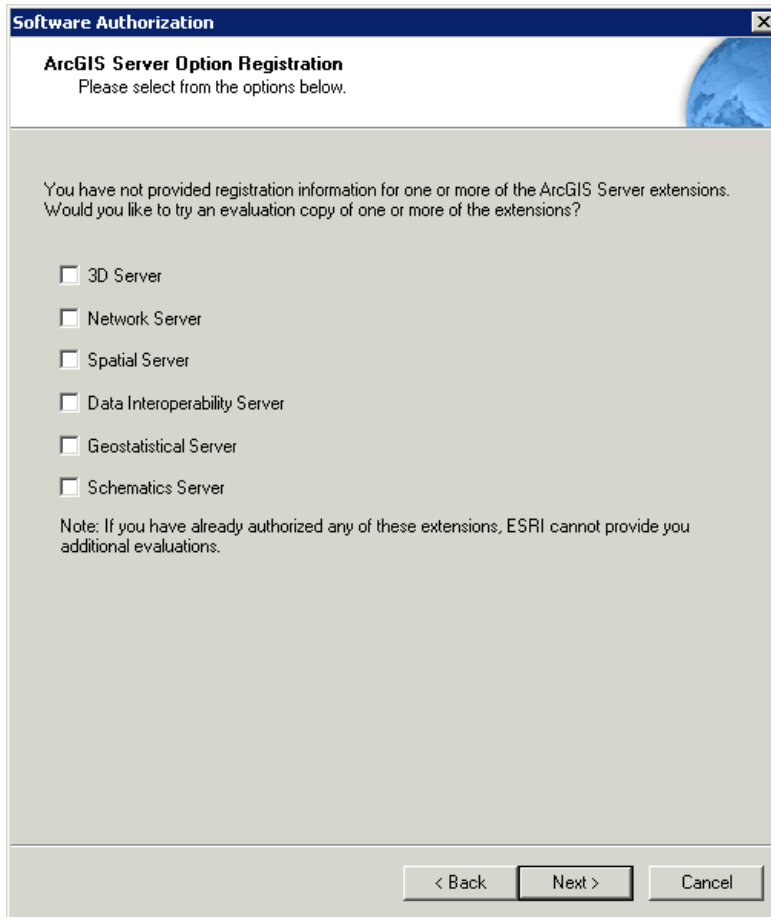 Software Authorization
ArcGIS Server Option Registration
Please select from the options below.
You have not provided registration information for one or more of the ArcGIS Server extensions.
Would you like to try an evaluation copy of one or more of the extensions?
3D Server
Network Server
Spatial Server
Data Interoperability Server
Geostatistical Server
Schematics Server
Note: If you have already authorized any of these extensions, ESRI cannot provide you
additional evaluations.
< Back Next > Cancel